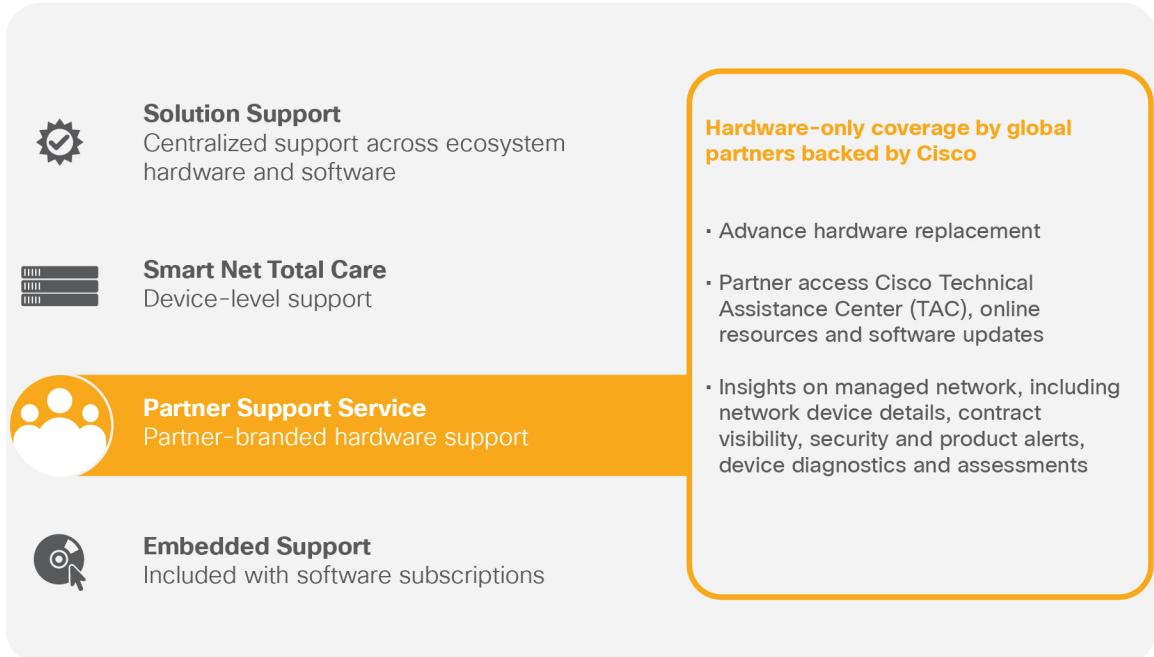 Solution Support
Centralized support across ecosystem
hardware and software
Smart Net Total Care
Device-level support
Partner Support Service
Partner-branded hardware support
Embedded Support
Included with software subscriptions
Hardware-only coverage by global
partners backed by Cisco
· Advance hardware replacement
· Partner access Cisco Technical
Assistance Center (TAC), online
resources and software updates
· Insights on managed network, including
network device details, contract
visibility, security and product alerts,
device diagnostics and assessments